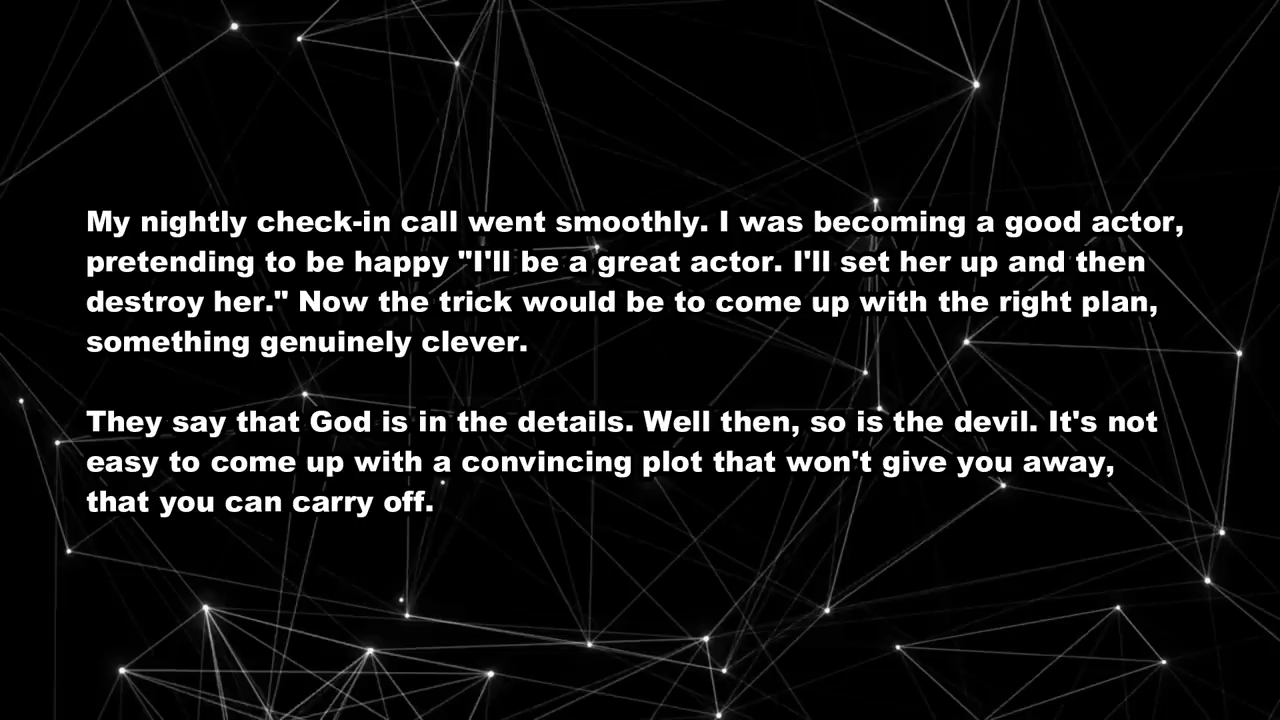 My nightly check-in call went smoothly. I was becoming a good actor,
pretending to be happy "I'll be a great actor. I'll set her up and then
destroy her." Now the trick would be to come up with the right plan,
something genuinely clever.
They say that God is in the details. Well then, so is the devil. It's not
easy to come up with a convincing plot that won't give you away,
that you can carry off.